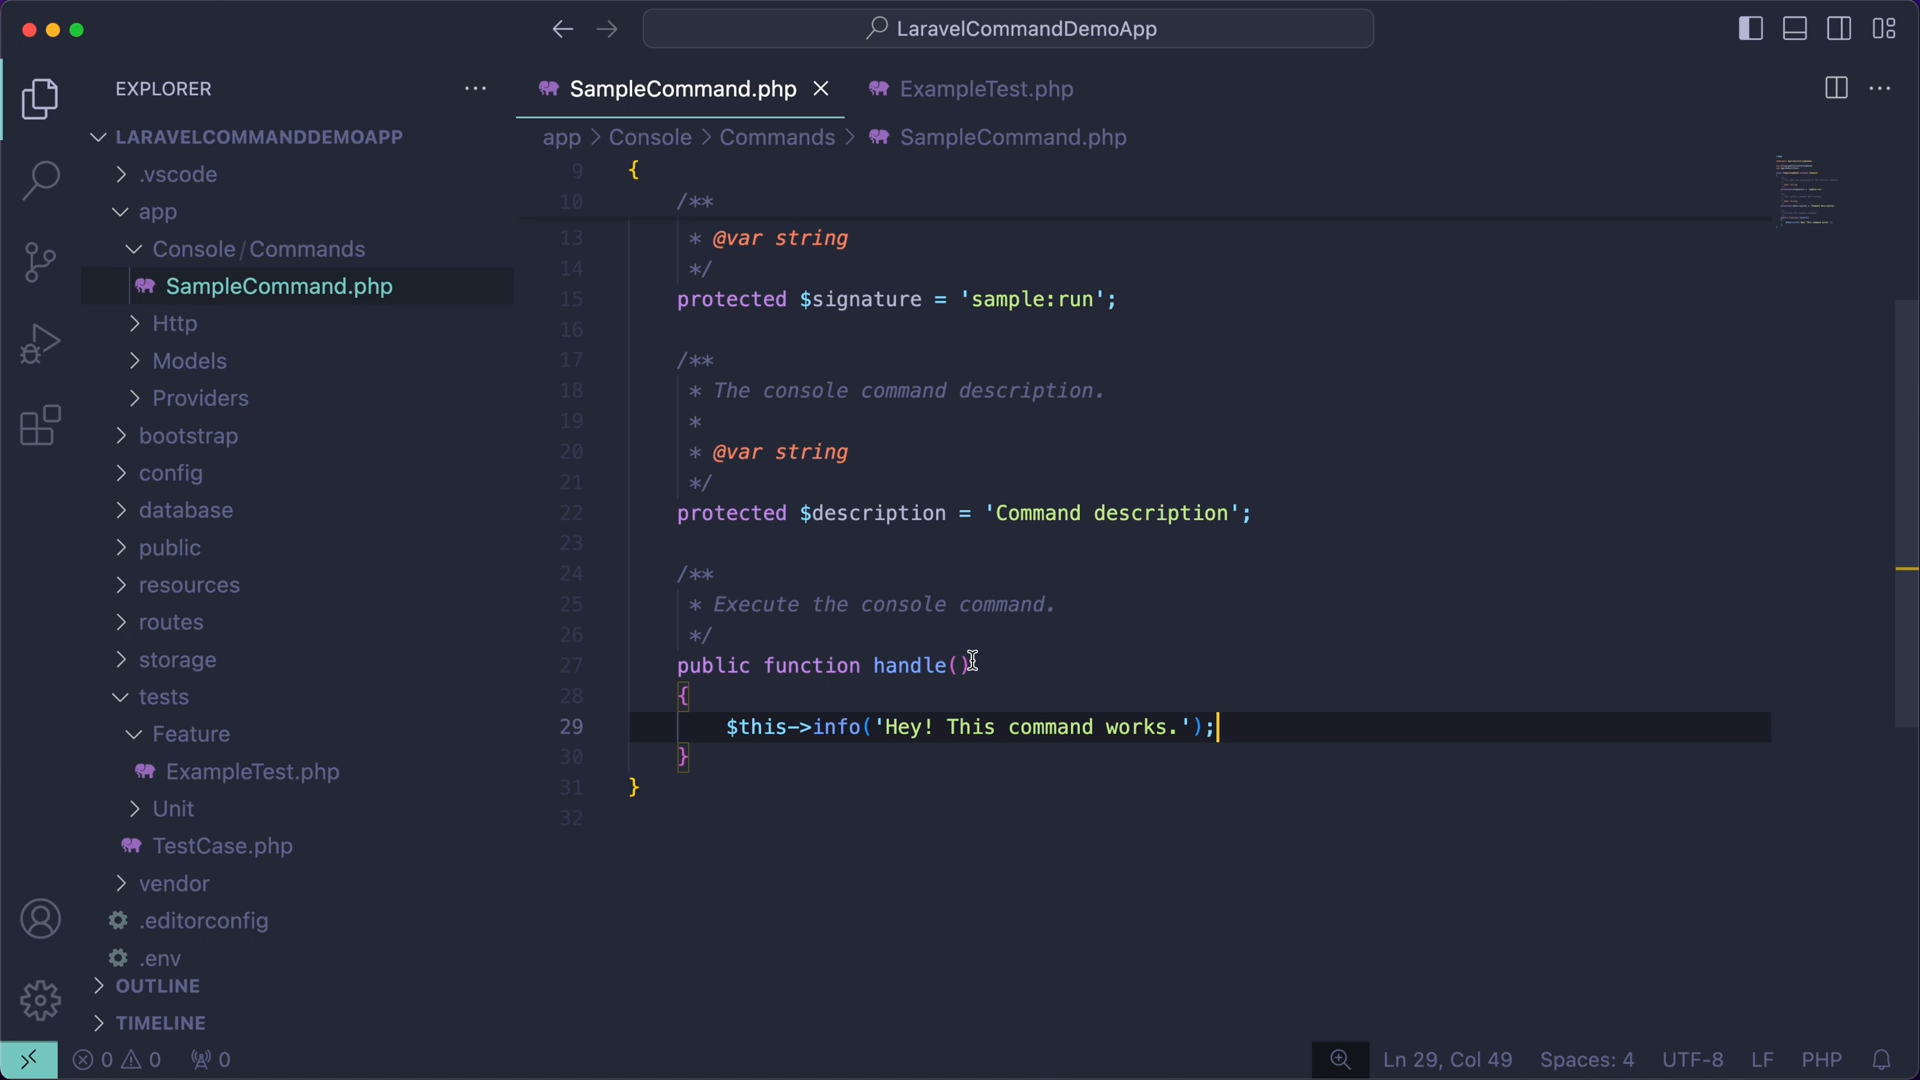 LaravelCommandDemoApp
EXPLORER
SampleCommand.php
ExampleTest.php
LARAVELCOMMANDDEMOAPP
app > Console > Commands > SampleCommand.php
.vscode
app
Console / Commands
SampleCommand.php
Http
Models
Providers
bootstrap
config
database
public
resources
routes
storage
tests
Feature
ExampleTest.php
Unit
TestCase.php
vendor
.editorconfig
.env
OUTLINE
TIMELINE
9 {
10 /**
13 * @var string
14 */
15 protected $signature = 'sample:run';
16
17 /**
18 * The console command description.
19 *
20 * @var string
21 */
22 protected $description = 'Command description';
23
24 /**
25 * Execute the console command.
26 */
27 public function handle()
28 {
29 $this->info('Hey! This command works.');
30 }
31 }
32
0 0 0
Ln 29, Col 49 Spaces: 4 UTF-8 LF PHP